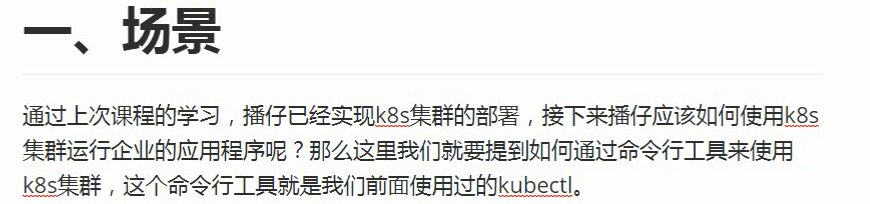 一、场景
通过上次课程的学习，播仔已经实现k8s集群的部署，接下来播仔应该如何使用k8s
集群运行企业的应用程序呢？那么这里我们就要提到如何通过命令行工具来使用
k8s集群，这个命令行工具就是我们前面使用过的kubectl。